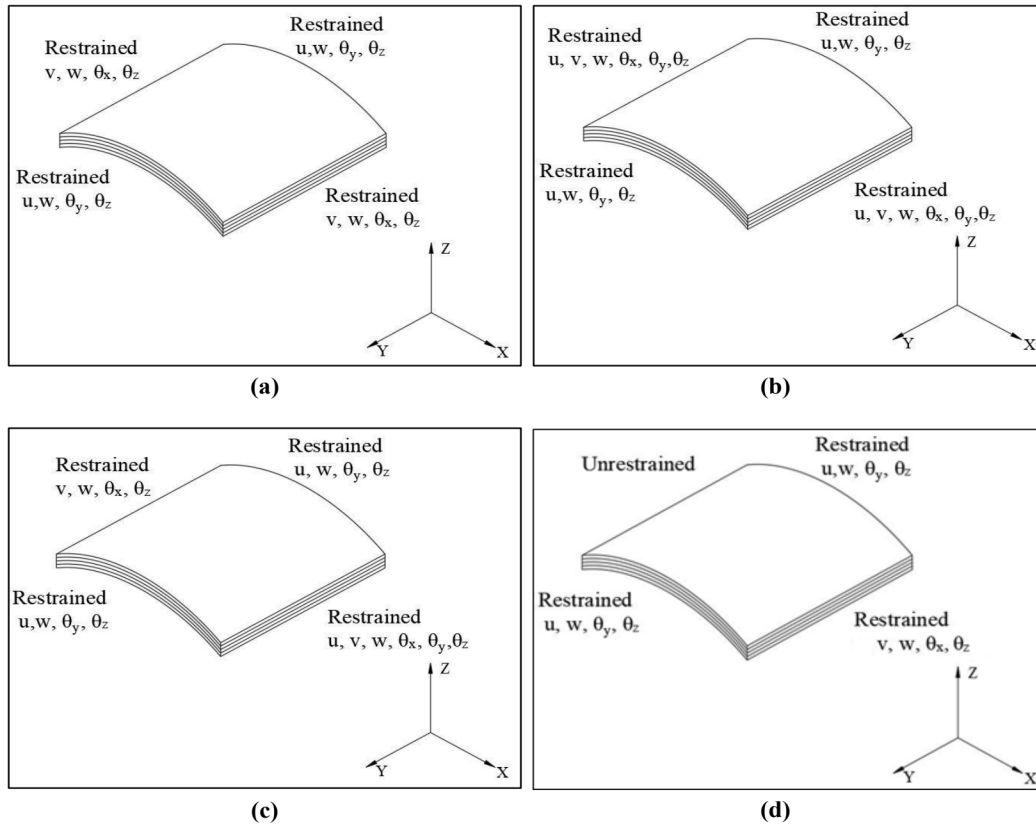 Restrained
v, w, θx, θz
Restrained
u,w, θy, θz
Restrained
u,w, θy, θz
Restrained
v, w, θx, θz
Z
Y
X
(a)
Restrained
u, v, w, θx, θy,θz
Restrained
u,w, θy, θz
Restrained
u,w, θy, θz
Restrained
u, v, w, θx, θy,θz
Z
Y
X
(b)
Restrained
v, w, θx, θz
Restrained
u, w, θy, θz
Restrained
u,w, θy, θz
Restrained
u, v, w, θx, θy,θz
Z
Y
X
(c)
Unrestrained
Restrained
u,w, θy, θz
Restrained
u, w, θy, θz
Restrained
v, w, θx, θz
Z
Y
X
(d)